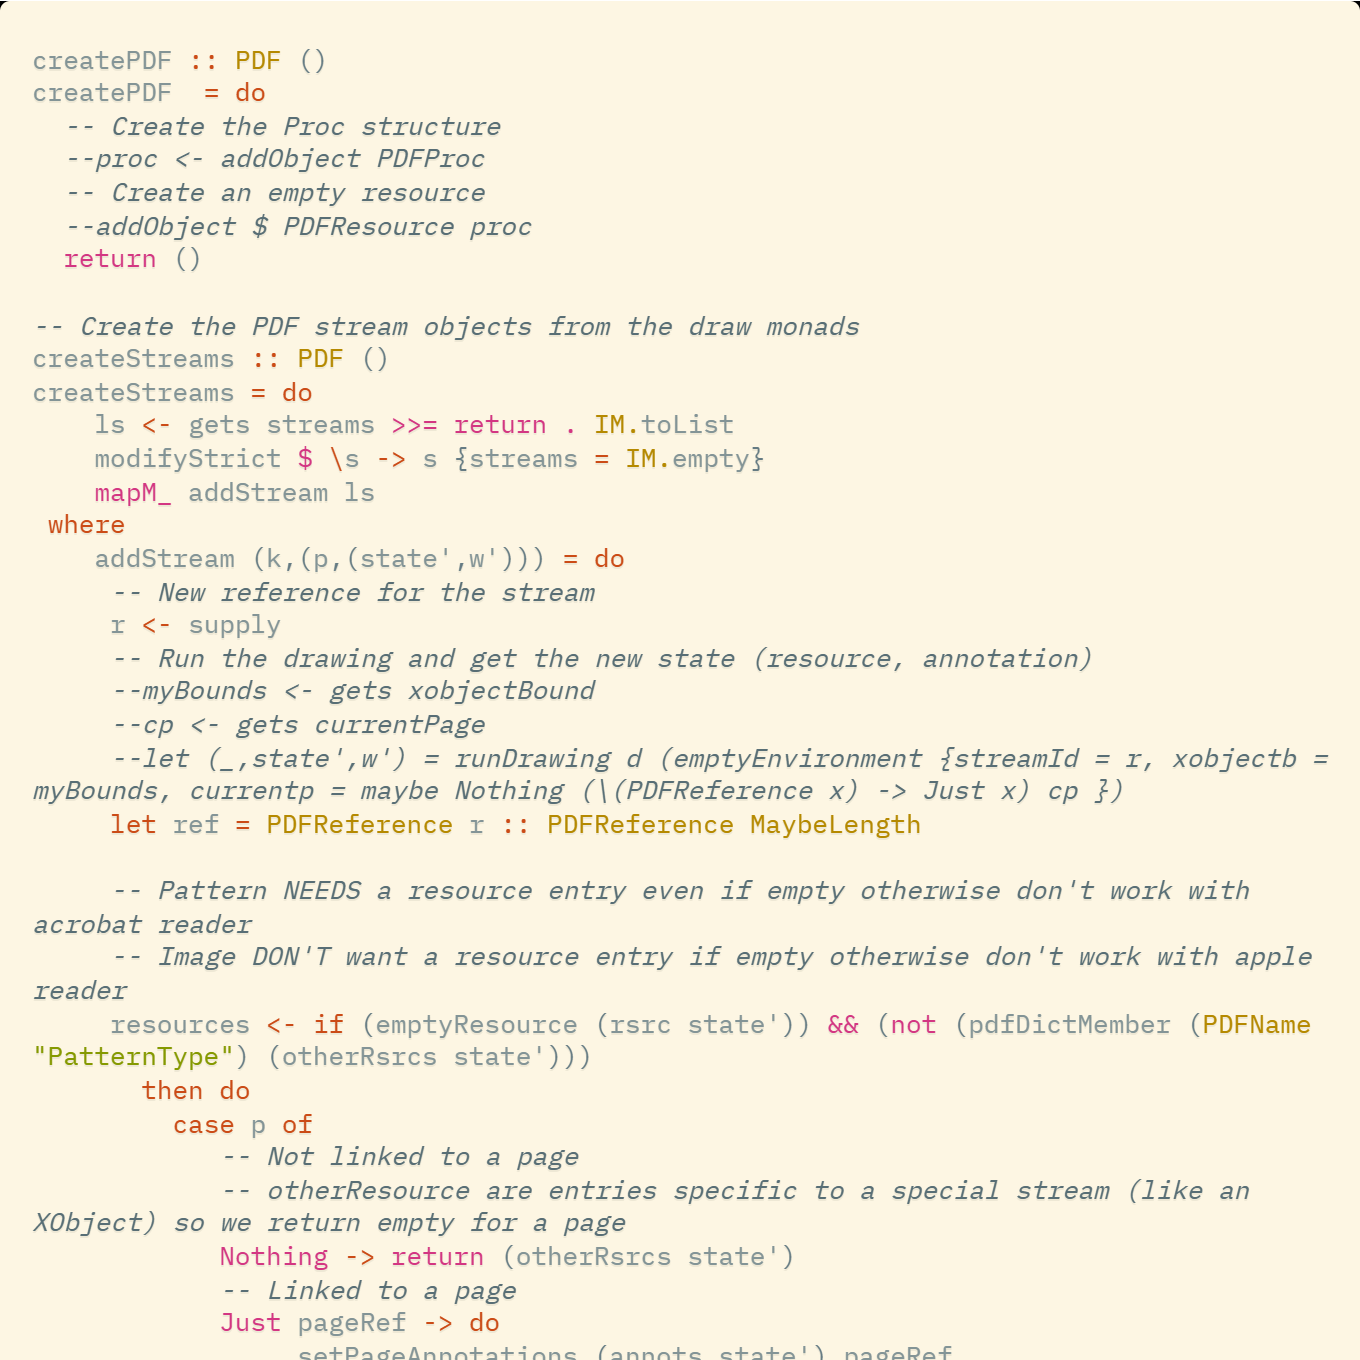 createPDF :: PDF ()
createPDF  = do
  -- Create the Proc structure
  --proc <- addObject PDFProc
  -- Create an empty resource
  --addObject $ PDFResource proc
  return ()

-- Create the PDF stream objects from the draw monads
createStreams :: PDF ()
createStreams = do
    ls <- gets streams >>= return . IM.toList
    modifyStrict $ \s -> s {streams = IM.empty}
    mapM_ addStream ls
 where
    addStream (k,(p,(state',w'))) = do
     -- New reference for the stream
     r <- supply
     -- Run the drawing and get the new state (resource, annotation)
     --myBounds <- gets xobjectBound
     --cp <- gets currentPage
     --let (_,state',w') = runDrawing d (emptyEnvironment {streamId = r, xobjectb =
myBounds, currentp = maybe Nothing (\(PDFReference x) -> Just x) cp })
     let ref = PDFReference r :: PDFReference MaybeLength

     -- Pattern NEEDS a resource entry even if empty otherwise don't work with
acrobat reader
     -- Image DON'T want a resource entry if empty otherwise don't work with apple
reader
     resources <- if (emptyResource (rsrc state')) && (not (pdfDictMember (PDFName
"PatternType") (otherRsrcs state')))
       then do
         case p of
            -- Not linked to a page
            -- otherResource are entries specific to a special stream (like an
XObject) so we return empty for a page
            Nothing -> return (otherRsrcs state')
            -- Linked to a page
            Just pageRef -> do
                 setPageAnnotations (annots state') pageRef